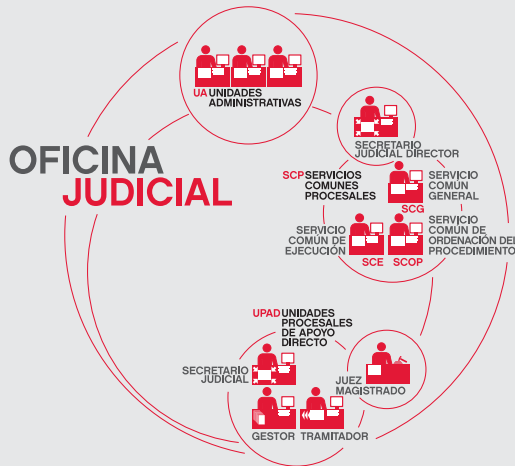 UA UNIDADES
ADMINISTRATIVAS
OFICINA
JUDICIAL
SECRETARIO
JUDICIAL DIRECTOR
SCP SERVICIOS
COMUNES
PROCESALES
SERVICIO
COMÚN
GENERAL
SCG
SERVICIO
COMÚN DE
EJECUCIÓN
SCE
SCOP
SERVICIO
COMÚN DE
ORDENACIÓN DEL
PROCEDIMIENTO
UPAD UNIDADES
PROCESALES
DE APOYO
DIRECTO
SECRETARIO
JUDICIAL
JUEZ
MAGISTRADO
GESTOR
TRAMITADOR